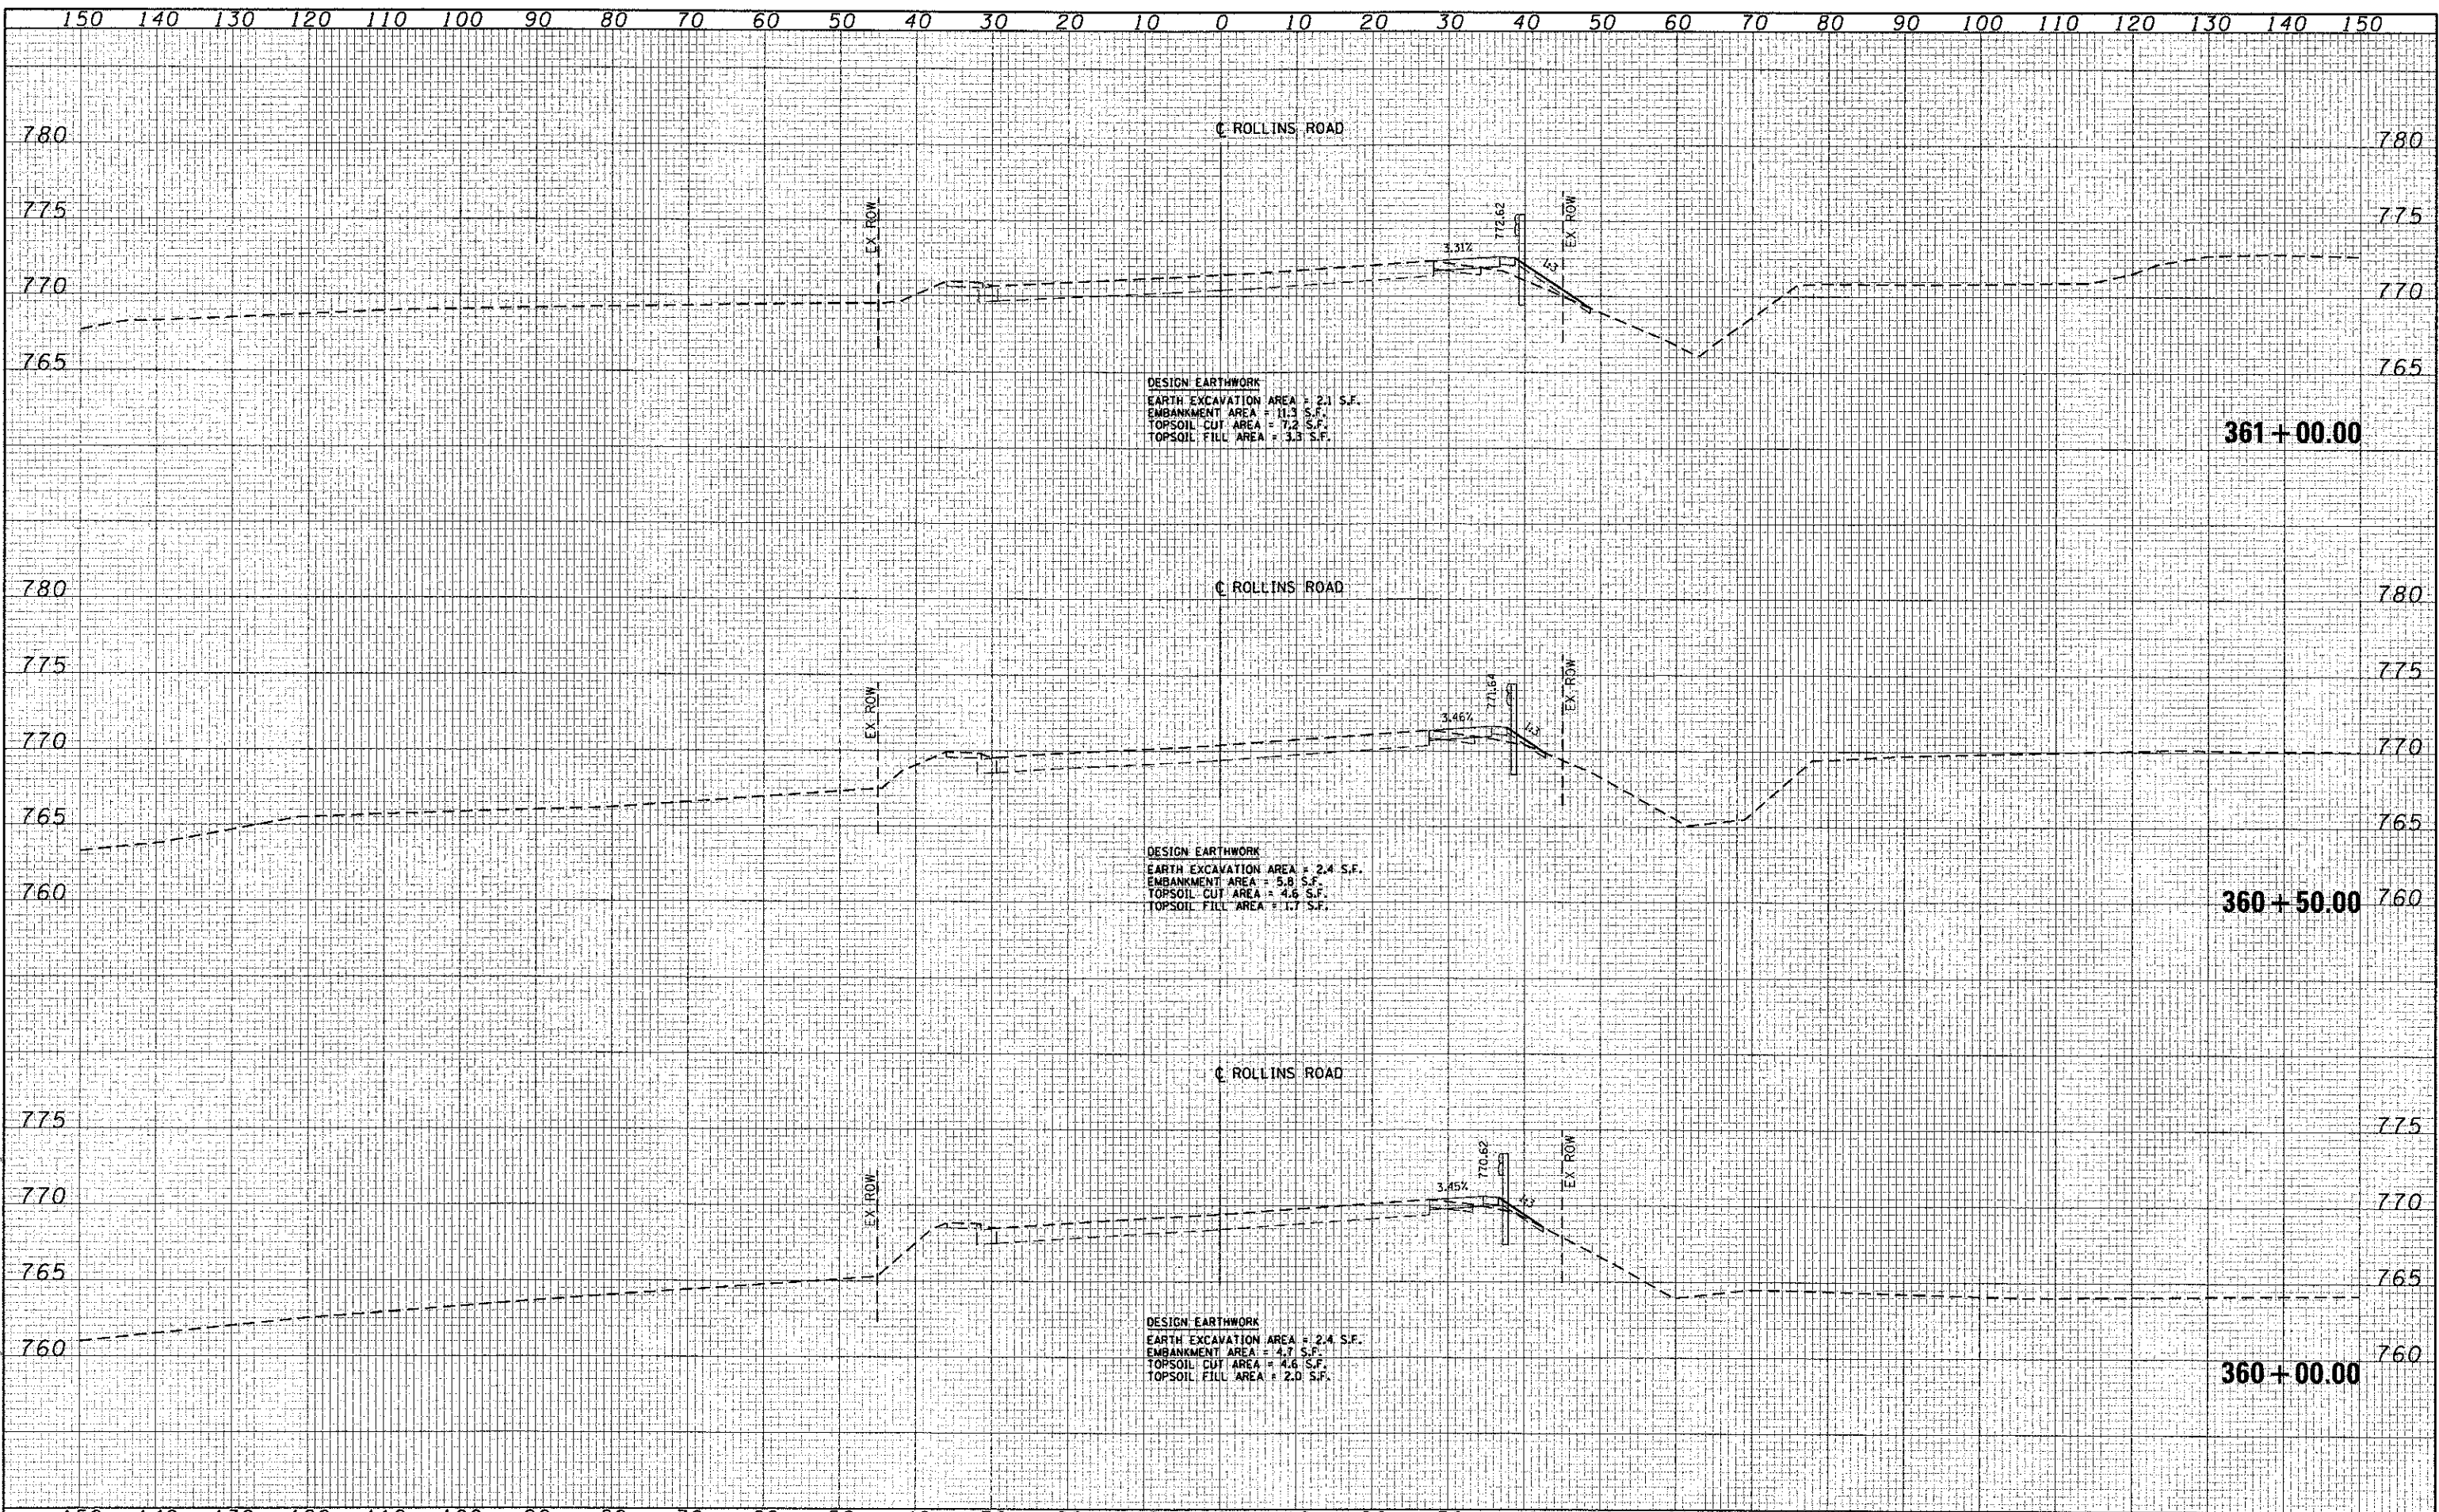 150 140 130 120 110 100 90 80 70 60 50 40 30 20 10 0 10 20 30 40 50 60 70 80 90 100 110 120 130 140 150
℄ ROLLINS ROAD
780 780
775 775
EX ROW
772.62
EX ROW
3.31%
1:3
770 770
765 765
DESIGN EARTHWORK
EARTH EXCAVATION AREA = 2.1 S.F.
EMBANKMENT AREA = 11.3 S.F.
TOPSOIL CUT AREA = 7.2 S.F.
TOPSOIL FILL AREA = 3.3 S.F.
361+00.00
℄ ROLLINS ROAD
780 780
775 775
EX ROW
771.64
EX ROW
3.46%
1:3
770 770
765 765
DESIGN EARTHWORK
EARTH EXCAVATION AREA = 2.4 S.F.
EMBANKMENT AREA = 5.8 S.F.
TOPSOIL CUT AREA = 4.6 S.F.
TOPSOIL FILL AREA = 1.7 S.F.
760 360+50.00 760
℄ ROLLINS ROAD
775 775
EX ROW
770.62
EX ROW
3.45%
1:3
770 770
765 765
DESIGN EARTHWORK
EARTH EXCAVATION AREA = 2.4 S.F.
EMBANKMENT AREA = 4.7 S.F.
TOPSOIL CUT AREA = 4.6 S.F.
TOPSOIL FILL AREA = 2.0 S.F.
760 760
360+00.00